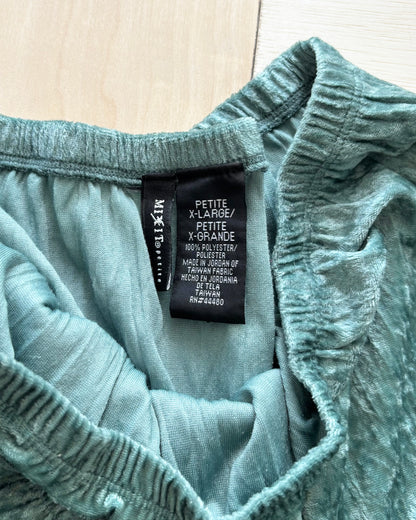 MIXIT® petite
PETITE
X-LARGE/
PETITE
X-GRANDE
100% POLYESTER/
POLIESTER
MADE IN JORDAN OF
TAIWAN FABRIC
HECHO EN JORDANIA
DE TELA
TAIWAN
RN#44480